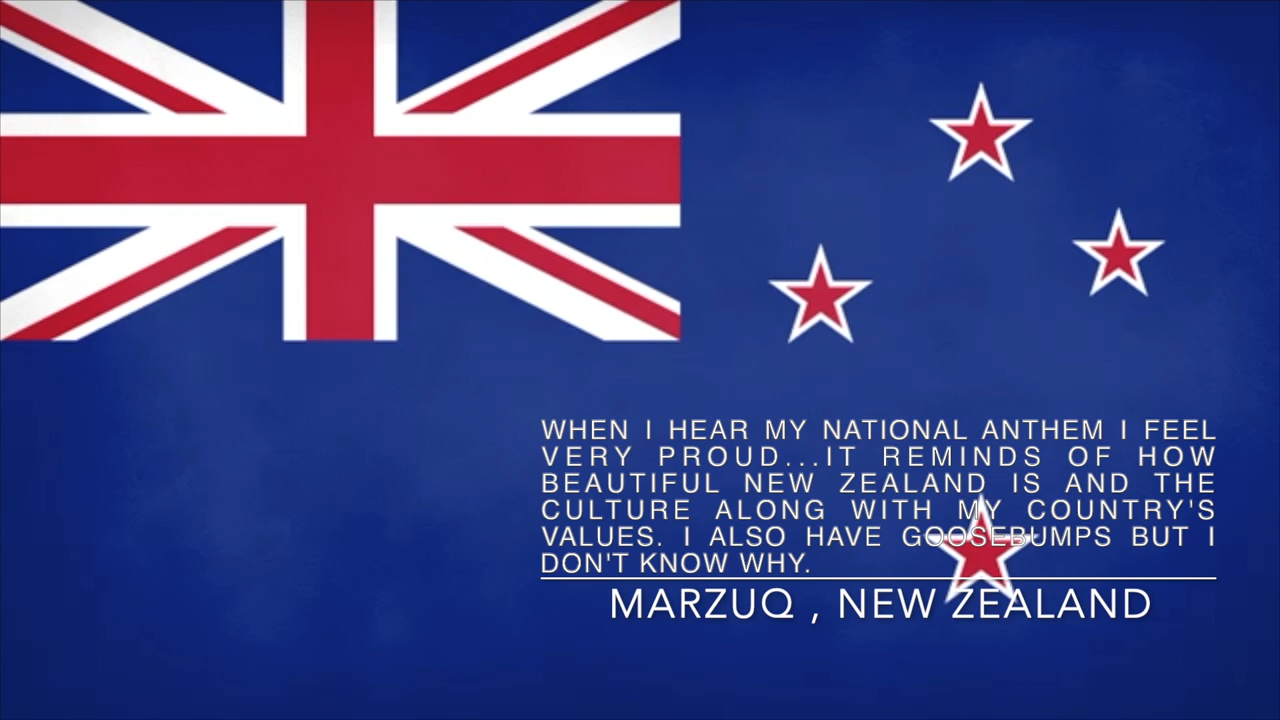 WHEN I HEAR MY NATIONAL ANTHEM I FEEL
VERY PROUD...IT REMINDS OF HOW
BEAUTIFUL NEW ZEALAND IS AND THE
CULTURE ALONG WITH MY COUNTRY'S
VALUES. I ALSO HAVE GOOSEBUMPS BUT I
DON'T KNOW WHY.
MARZUQ , NEW ZEALAND